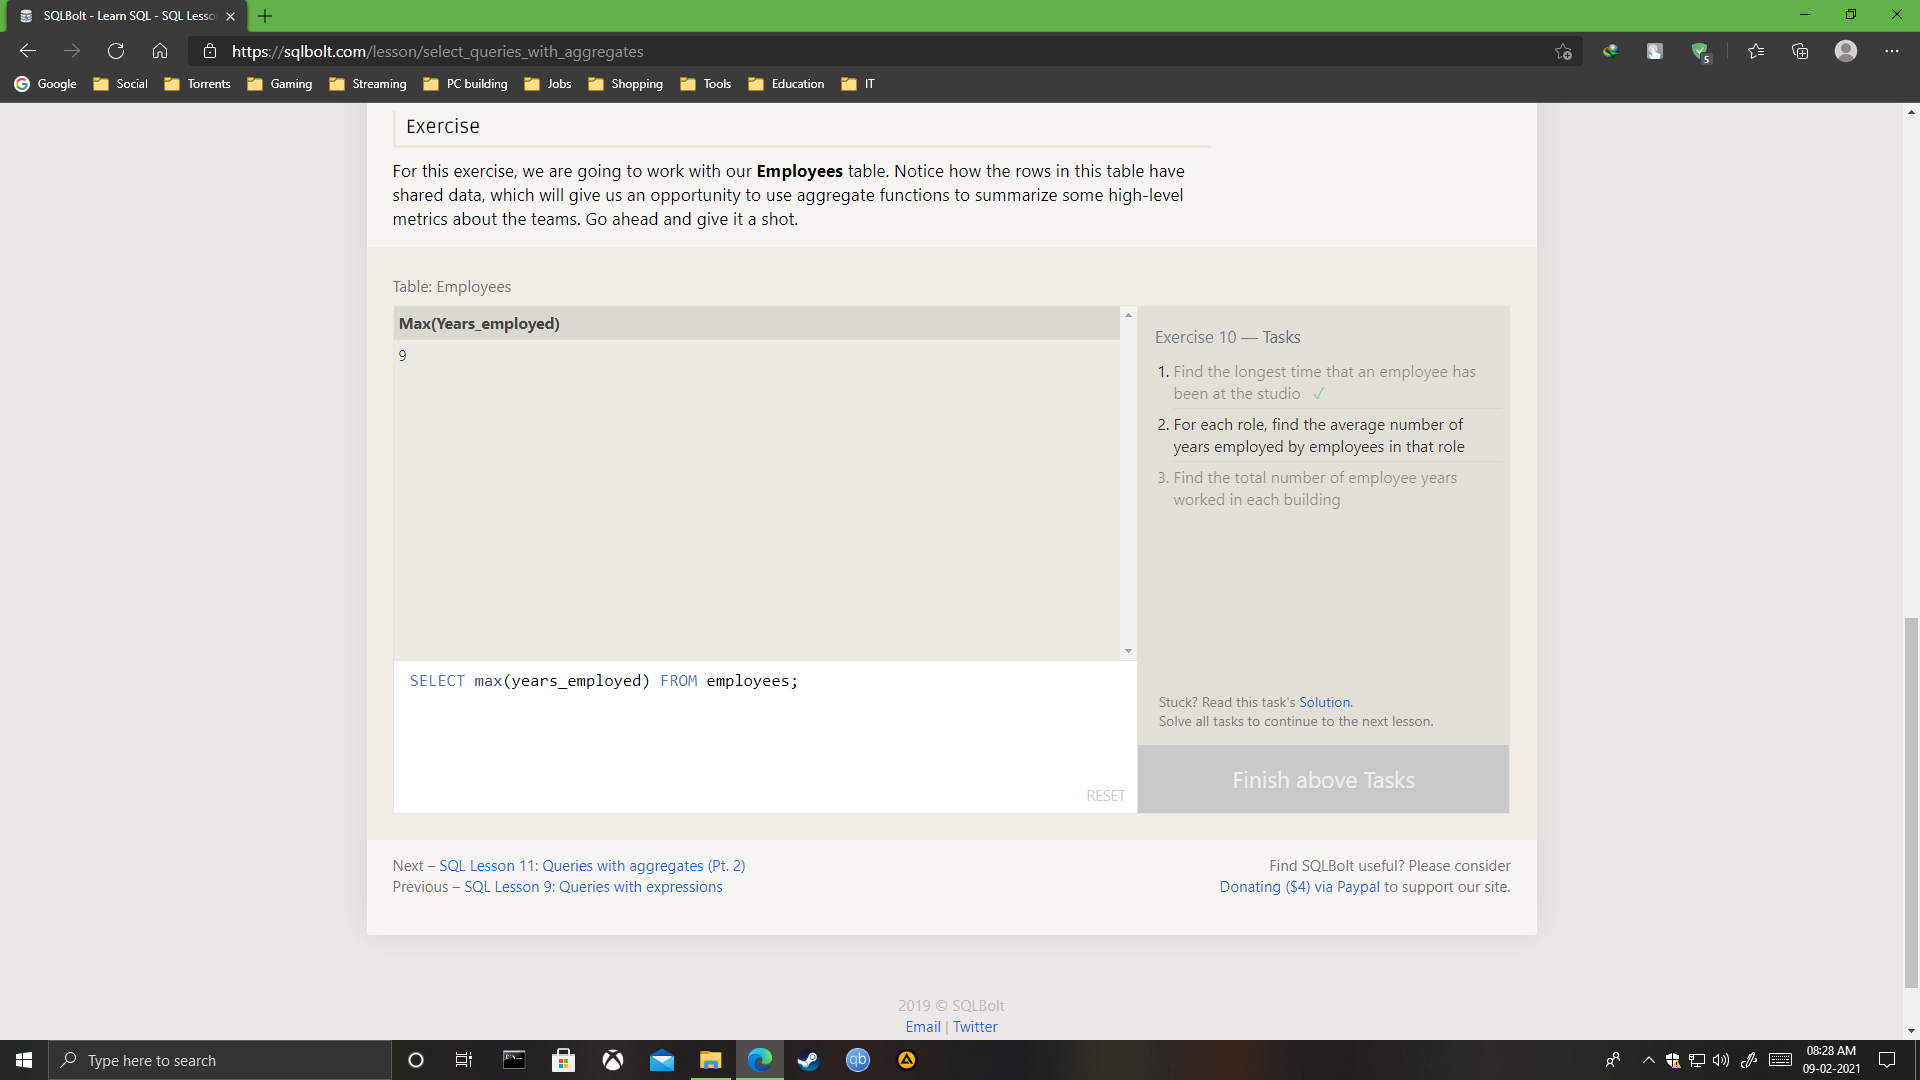 SQLBolt - Learn SQL - SQL Lesso
https://sqlbolt.com/lesson/select_queries_with_aggregates
5
Google Social Torrents Gaming Streaming PC building Jobs Shopping Tools Education IT
Exercise
For this exercise, we are going to work with our Employees table. Notice how the rows in this table have
shared data, which will give us an opportunity to use aggregate functions to summarize some high-level
metrics about the teams. Go ahead and give it a shot.
Table: Employees
Max(Years_employed)
9
SELECT max(years_employed) FROM employees;
RESET
Exercise 10 — Tasks
1. Find the longest time that an employee has
been at the studio ✓
2. For each role, find the average number of
years employed by employees in that role
3. Find the total number of employee years
worked in each building
Stuck? Read this task's Solution.
Solve all tasks to continue to the next lesson.
Finish above Tasks
Next – SQL Lesson 11: Queries with aggregates (Pt. 2)
Previous – SQL Lesson 9: Queries with expressions
Find SQLBolt useful? Please consider
Donating ($4) via Paypal to support our site.
2019 © SQLBolt
Email | Twitter
Type here to search
qb
08:28 AM
09-02-2021